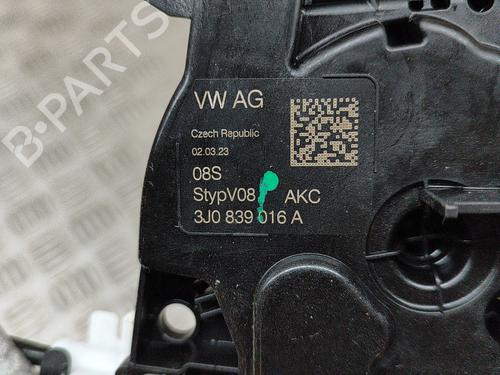 B-PARTS
VW AG
Czech Republic
02.03.23
08S
StypV08 AKC
3J0 839 016 A